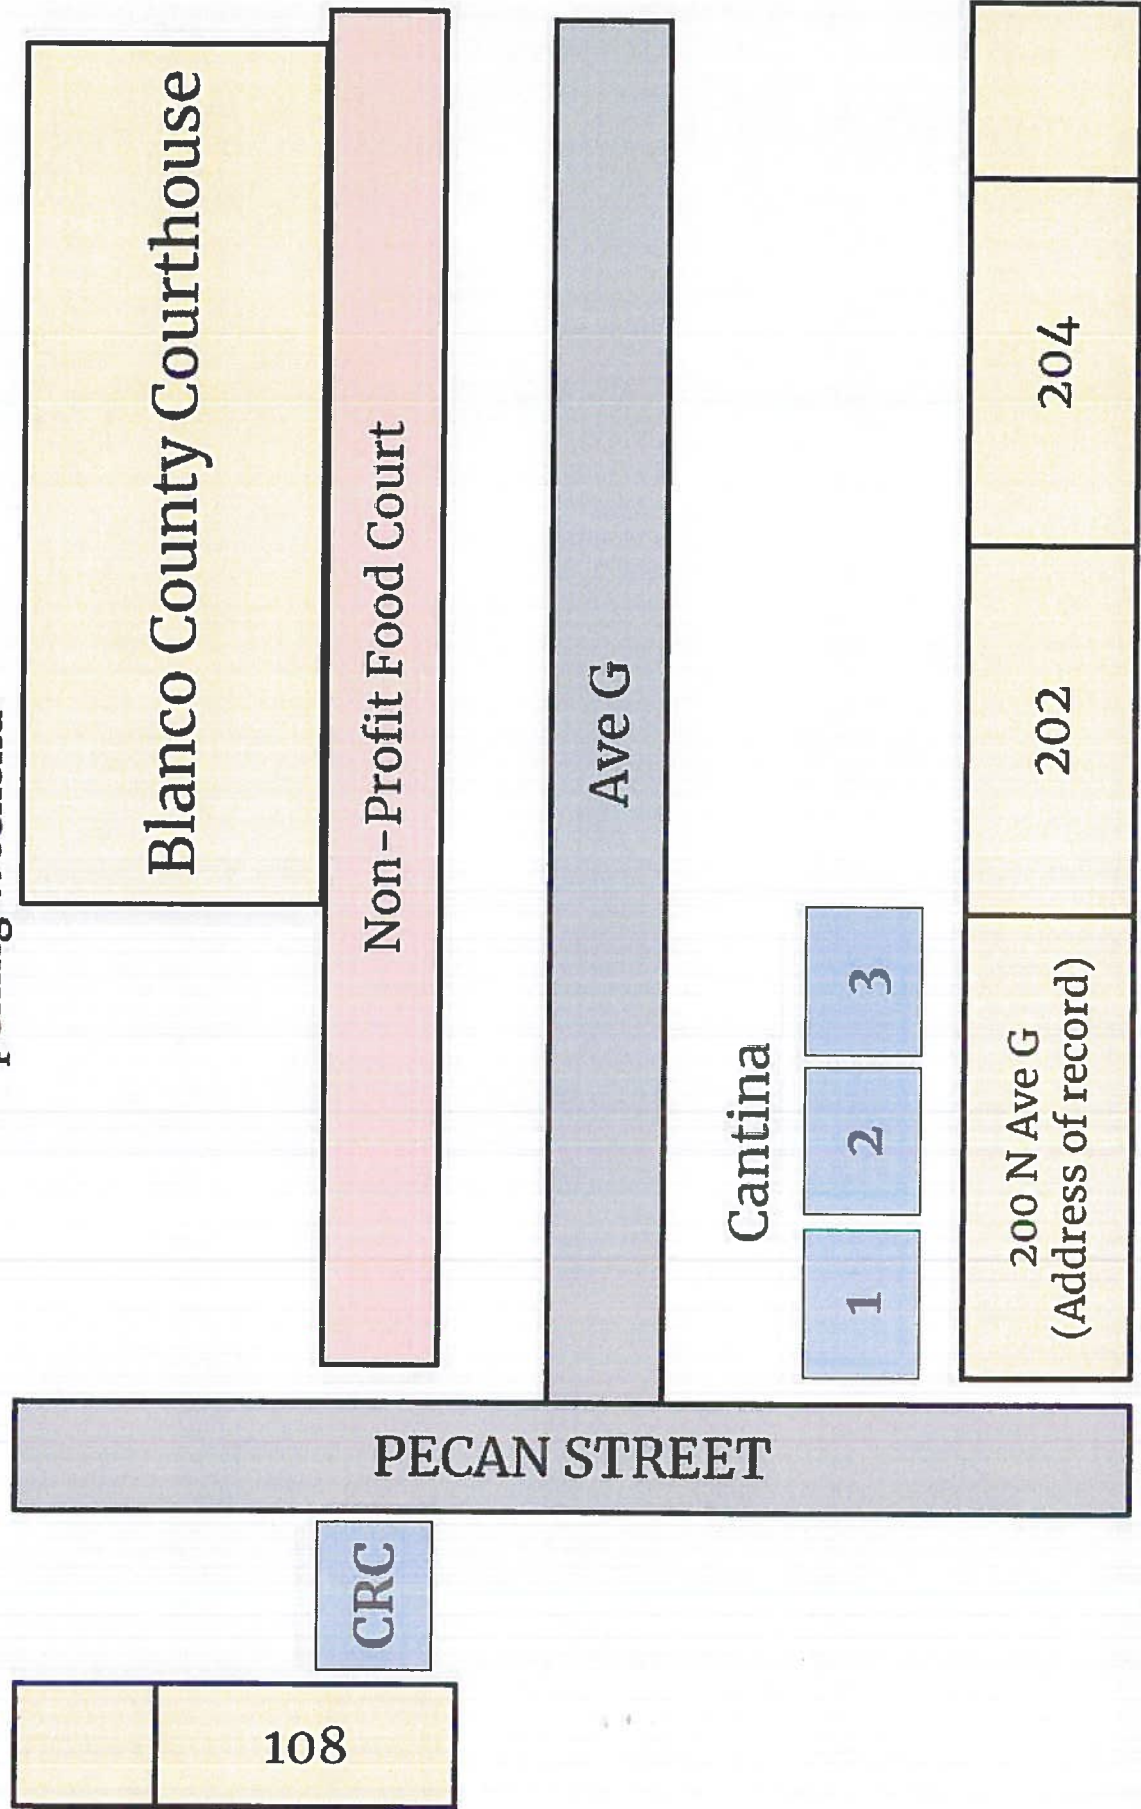 Blanco County Courthouse
Non-Profit Food Court
Ave G
Cantina
1
2
3
200 N Ave G
(Address of record)
202
204
PECAN STREET
CRC
108